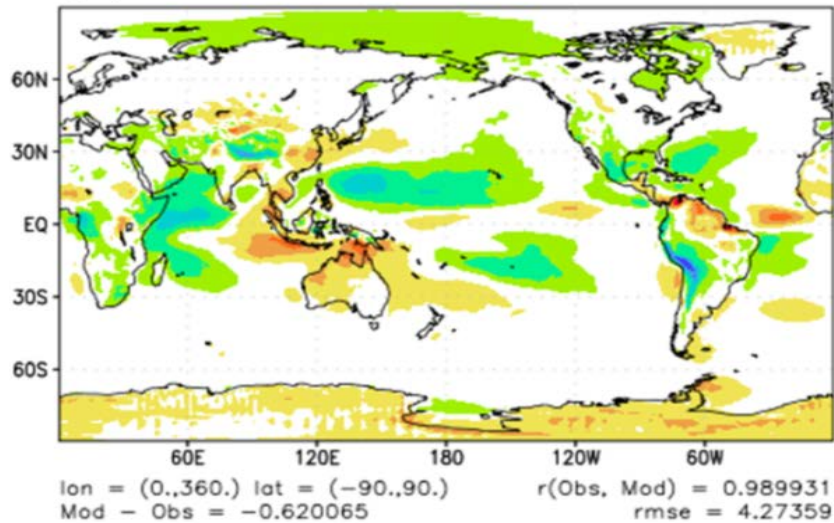 60N
30N
EQ
30S
60S
60E 120E 180 120W 60W
lon = (0.,360.) lat = (-90.,90.) r(Obs, Mod) = 0.989931
Mod - Obs = -0.620065 rmse = 4.27359